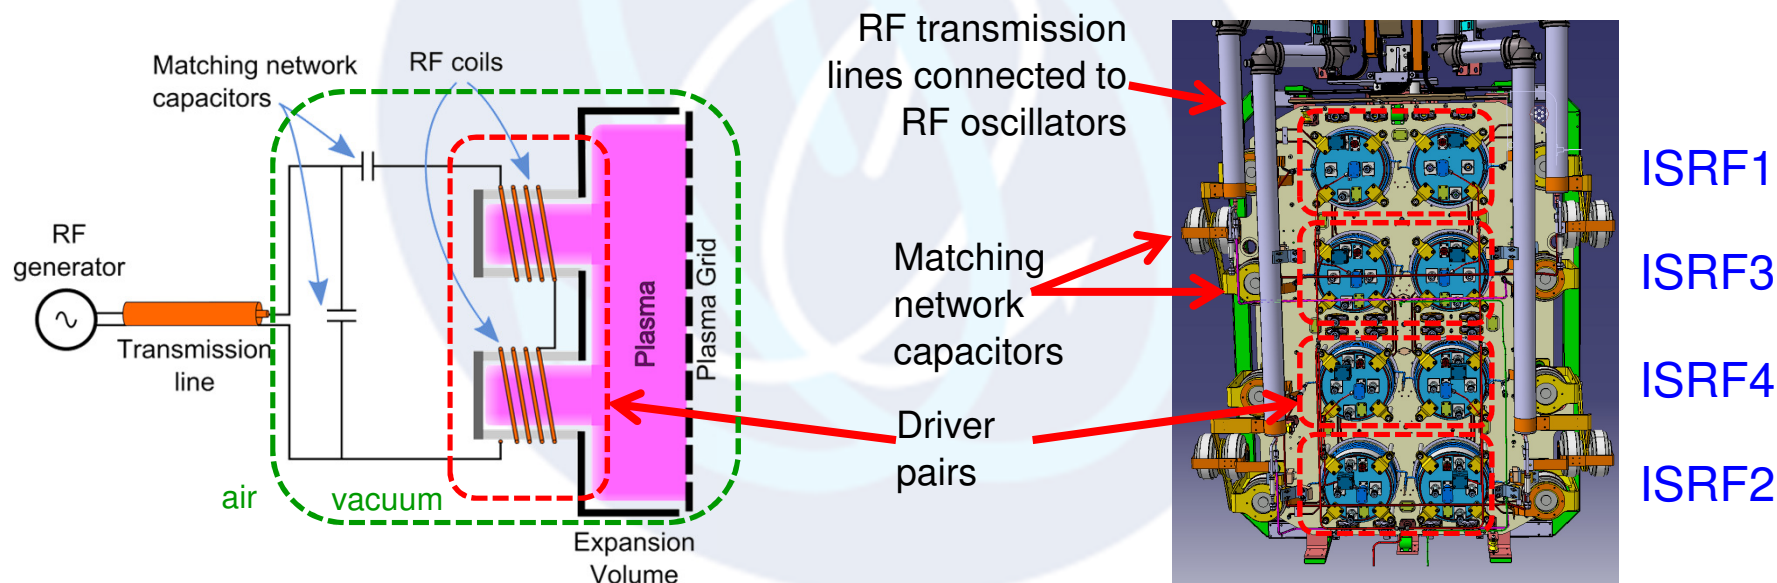 Matching network
capacitors
RF coils
RF
generator
Transmission
line
air
vacuum
Plasma
Plasma Grid
Expansion
Volume
RF transmission
lines connected to
RF oscillators
Matching
network
capacitors
Driver
pairs
ISRF1
ISRF3
ISRF4
ISRF2